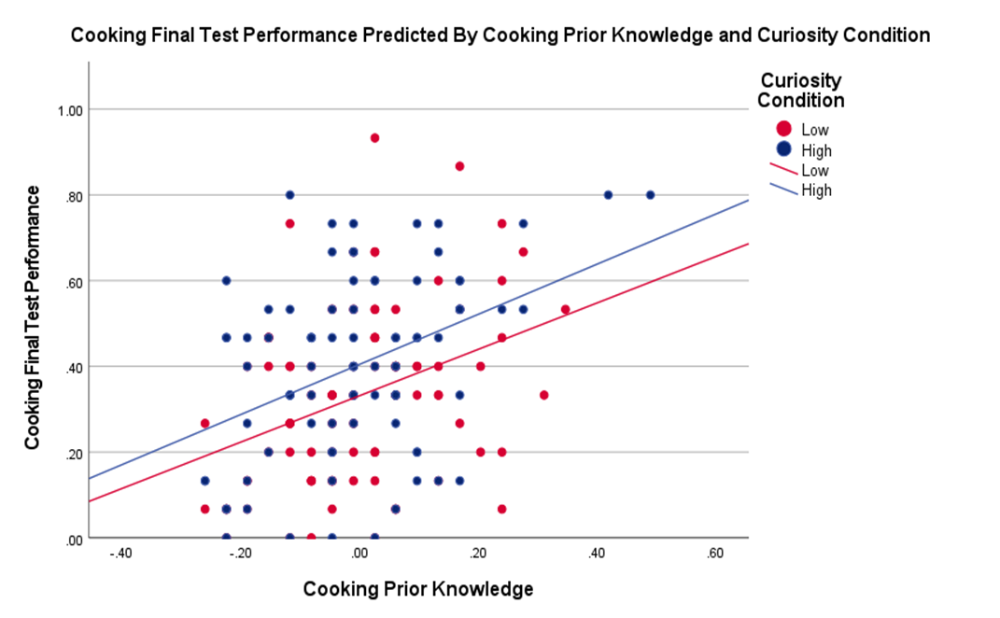 Cooking Final Test Performance Predicted By Cooking Prior Knowledge and Curiosity Condition
Curiosity
Condition
Low
High
Low
High
Cooking Final Test Performance
1.00
.80
.60
.40
.20
.00
-.40
-.20
.00
.20
.40
.60
Cooking Prior Knowledge